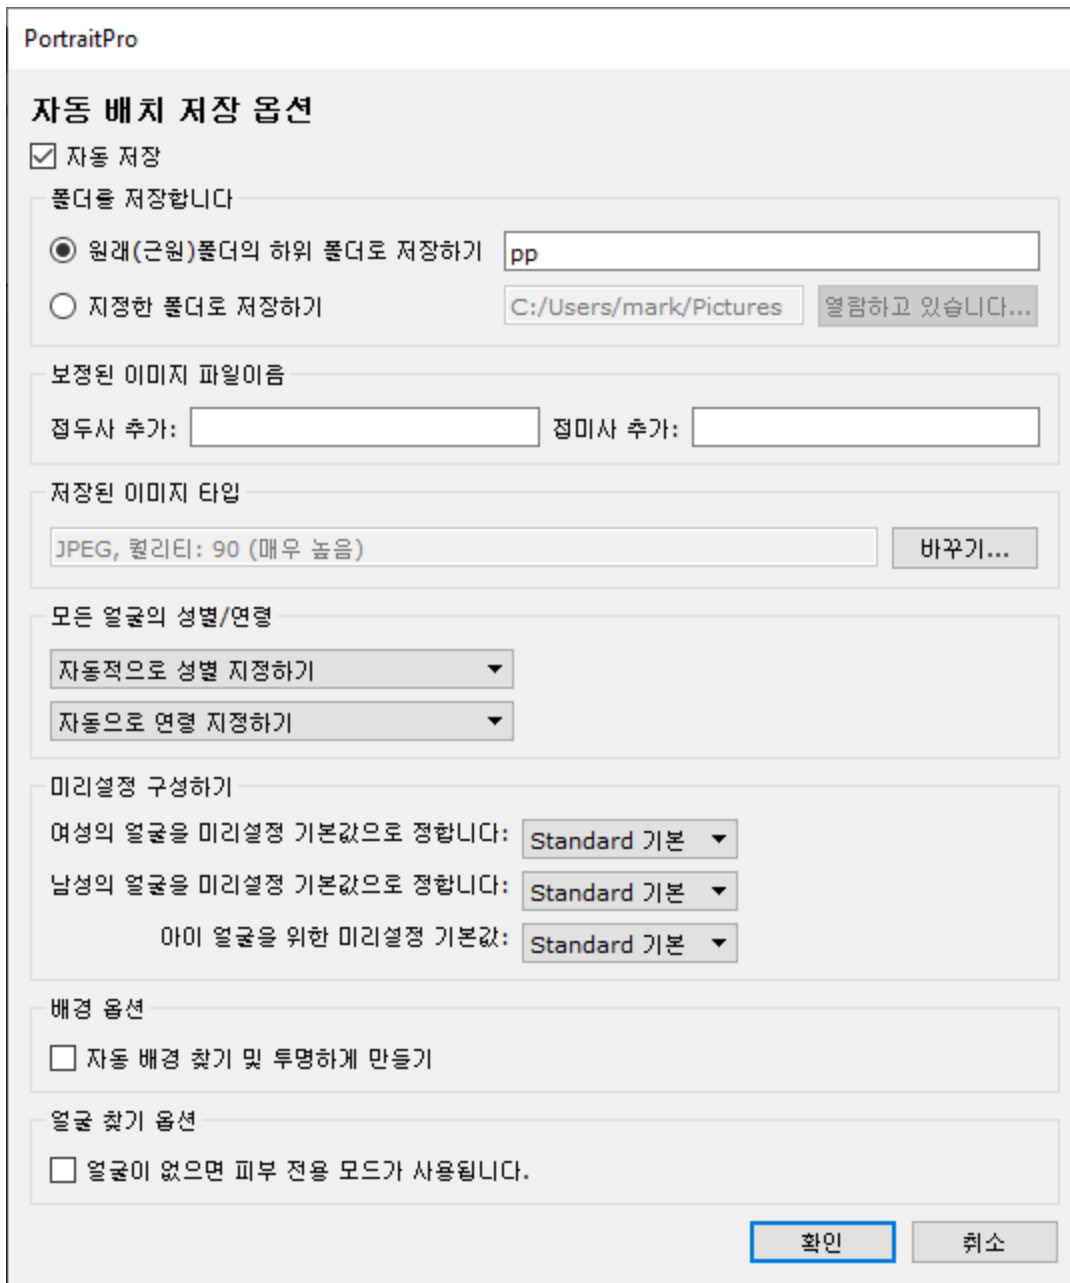 PortraitPro
자동 배치 저장 옵션
자동 저장
폴더를 저장합니다
원래(근원)폴더의 하위 폴더로 저장하기 pp
지정한 폴더로 저장하기 C:/Users/mark/Pictures 열람하고 있습니다...
보정된 이미지 파일이름
접두사 추가: 접미사 추가:
저장된 이미지 타입
JPEG, 퀄리티: 90 (매우 높음) 바꾸기...
모든 얼굴의 성별/연령
자동적으로 성별 지정하기
자동으로 연령 지정하기
미리설정 구성하기
여성의 얼굴을 미리설정 기본값으로 정합니다: Standard 기본
남성의 얼굴을 미리설정 기본값으로 정합니다: Standard 기본
아이 얼굴을 위한 미리설정 기본값: Standard 기본
배경 옵션
자동 배경 찾기 및 투명하게 만들기
얼굴 찾기 옵션
얼굴이 없으면 피부 전용 모드가 사용됩니다.
확인 취소